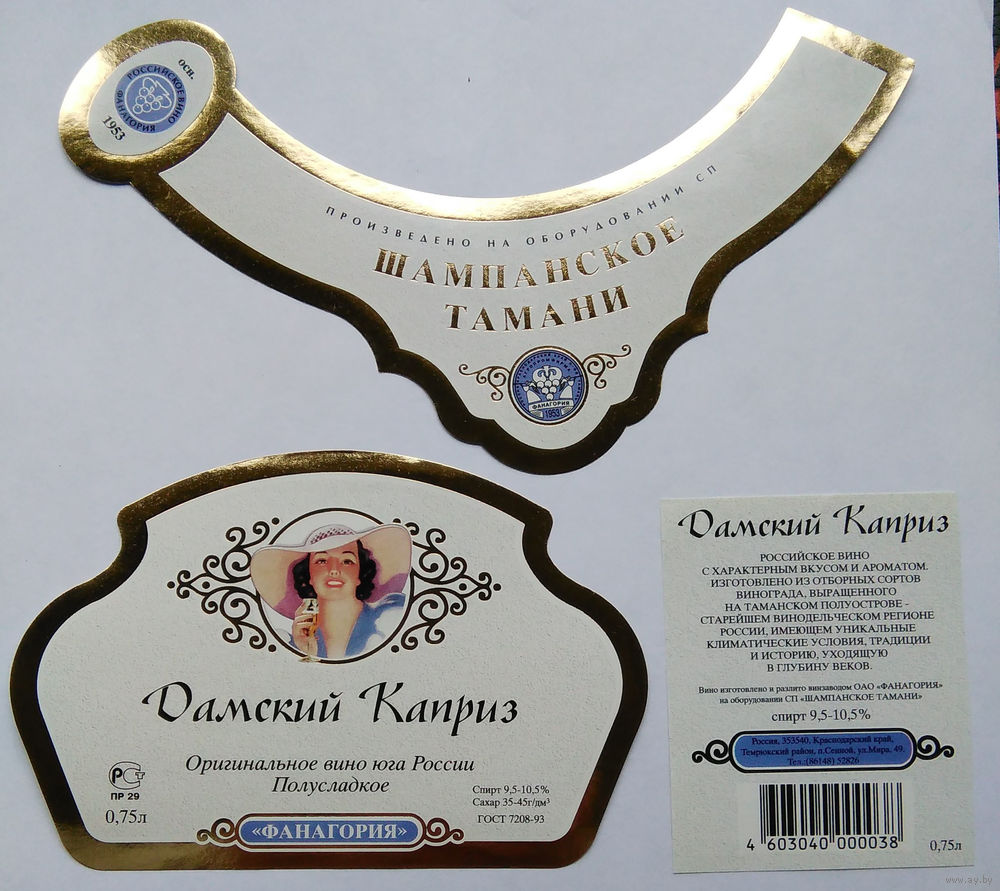 РОССИЙСКОЕ ВИНО
ФАНАГОРИЯ
осн.
1953
ПРОИЗВЕДЕНО НА ОБОРУДОВАНИИ СП
ШАМПАНСКОЕ
ТАМАНИ
ФАНАГОРИЯ
1953
Дамский Каприз
Оригинальное вино юга России
Полусладкое
РСТ
ПР 29
0,75л
Спирт 9,5-10,5%
Сахар 35-45г/дм³
ГОСТ 7208-93
«ФАНАГОРИЯ»
Дамский Каприз
РОССИЙСКОЕ ВИНО
С ХАРАКТЕРНЫМ ВКУСОМ И АРОМАТОМ.
ИЗГОТОВЛЕНО ИЗ ОТБОРНЫХ СОРТОВ
ВИНОГРАДА, ВЫРАЩЕННОГО
НА ТАМАНСКОМ ПОЛУОСТРОВЕ -
СТАРЕЙШЕМ ВИНОДЕЛЬЧЕСКОМ РЕГИОНЕ
РОССИИ, ИМЕЮЩЕМ УНИКАЛЬНЫЕ
КЛИМАТИЧЕСКИЕ УСЛОВИЯ, ТРАДИЦИИ
И ИСТОРИЮ, УХОДЯЩУЮ
В ГЛУБИНУ ВЕКОВ.
Вино изготовлено и разлито винзаводом ОАО «ФАНАГОРИЯ»
на оборудовании СП «ШАМПАНСКОЕ ТАМАНИ»
спирт 9,5-10,5%
Россия, 353540, Краснодарский край,
Темрюкский район, п.Сенной, ул.Мира, 49.
Тел.:(86148) 52826
4 603040 000038
0,75л
www.ay.by